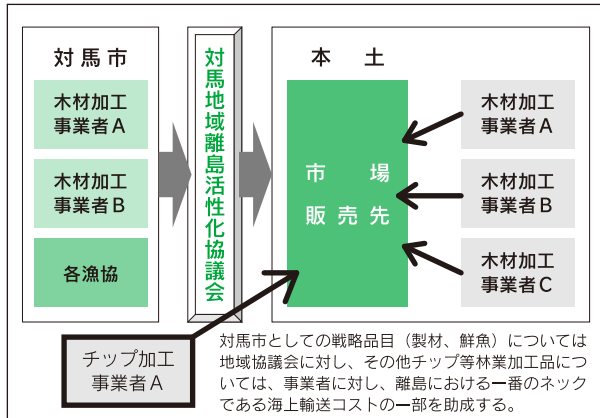 対馬市
木材加工
事業者A
木材加工
事業者B
各漁協
対馬地域離島活性化協議会
本土
市場
販売先
木材加工
事業者A
木材加工
事業者B
木材加工
事業者C
チップ加工
事業者A
対馬市としての戦略品目（製材、鮮魚）については
地域協議会に対し、その他チップ等林業加工品につ
いては、事業者に対し、離島における一番のネック
である海上輸送コストの一部を助成する。